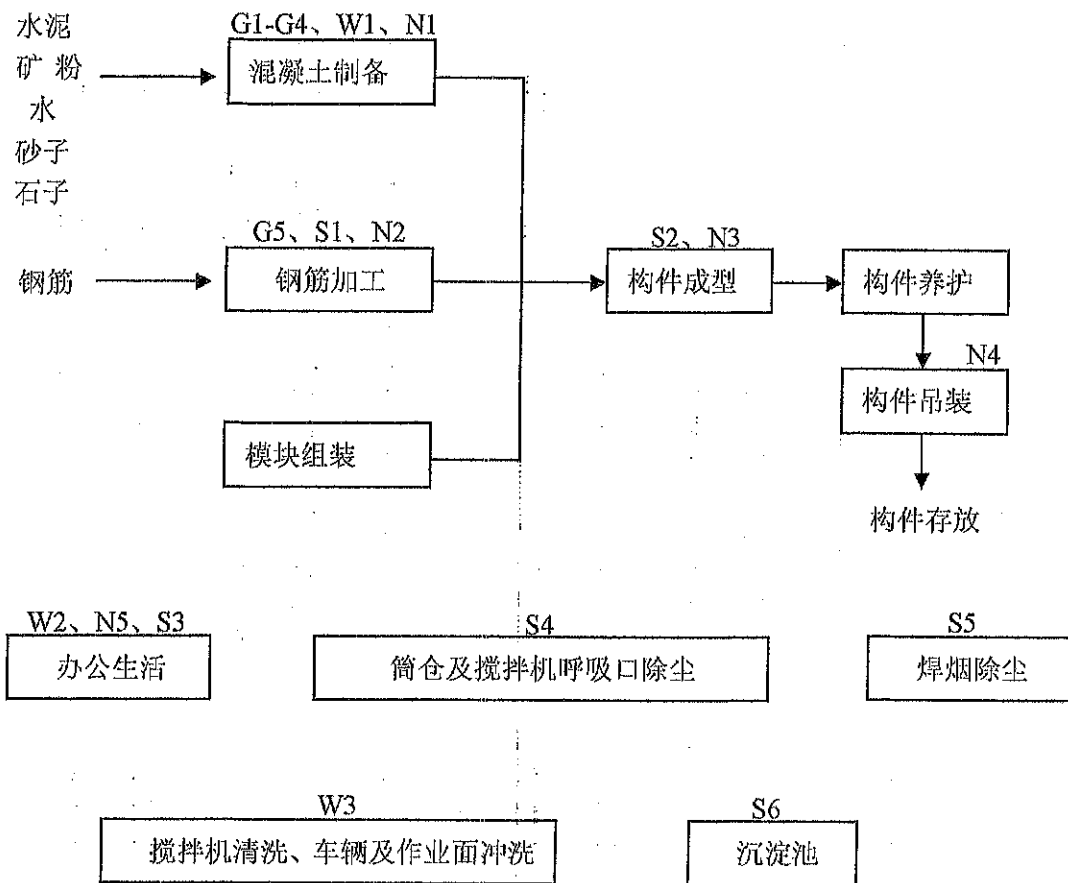 水泥
矿 粉
水
砂子
石子
G1-G4、W1、N1
混凝土制备
钢筋
G5、S1、N2
钢筋加工
模块组装
S2、N3
构件成型
构件养护
N4
构件吊装
构件存放
W2、N5、S3
办公生活
S4
筒仓及搅拌机呼吸口除尘
S5
焊烟除尘
W3
搅拌机清洗、车辆及作业面冲洗
S6
沉淀池